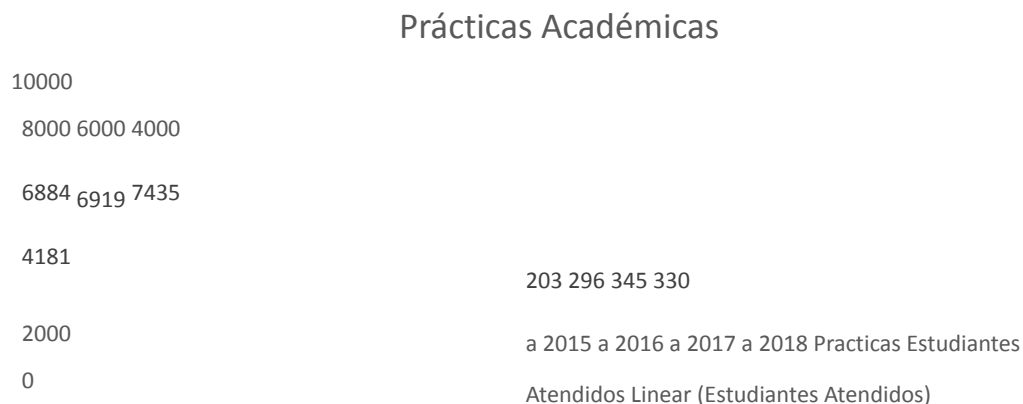 Prácticas Académicas
10000
8000 6000 4000
6884 6919 7435
4181
203 296 345 330
2000
a 2015 a 2016 a 2017 a 2018 Practicas Estudiantes
0
Atendidos Linear (Estudiantes Atendidos)